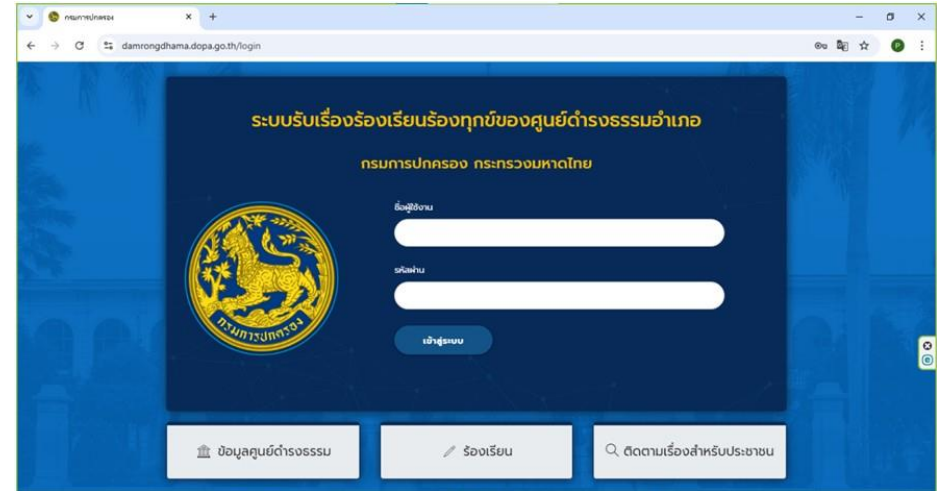 กรมการปกครอง
damrongdhama.dopa.go.th/login
P
ระบบรับเรื่องร้องเรียนร้องทุกข์ของศูนย์ดำรงธรรมอำเภอ
กรมการปกครอง กระทรวงมหาดไทย
ชื่อผู้ใช้งาน
รหัสผ่าน
กรมการปกครอง
เข้าสู่ระบบ
ข้อมูลศูนย์ดำรงธรรม
ร้องเรียน
ติดตามเรื่องสำหรับประชาชน